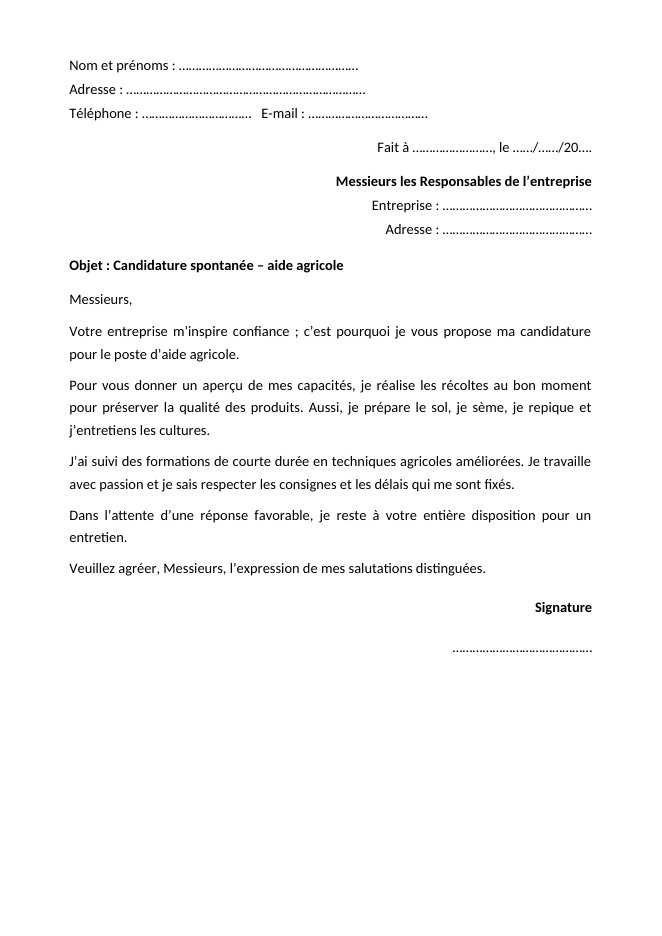 Nom et prénoms : ………………………………………………
Adresse : ………………………………………………………………
Téléphone : …………………………… E-mail : ………………………………
Fait à ……………………, le ……/……/20….
Messieurs les Responsables de l’entreprise
Entreprise : ………………………………………
Adresse : ………………………………………
Objet : Candidature spontanée – aide agricole
Messieurs,
Votre entreprise m’inspire confiance ; c’est pourquoi je vous propose ma candidature
pour le poste d’aide agricole.
Pour vous donner un aperçu de mes capacités, je réalise les récoltes au bon moment
pour préserver la qualité des produits. Aussi, je prépare le sol, je sème, je repique et
j’entretiens les cultures.
J’ai suivi des formations de courte durée en techniques agricoles améliorées. Je travaille
avec passion et je sais respecter les consignes et les délais qui me sont fixés.
Dans l’attente d’une réponse favorable, je reste à votre entière disposition pour un
entretien.
Veuillez agréer, Messieurs, l’expression de mes salutations distinguées.
Signature
……………………………………